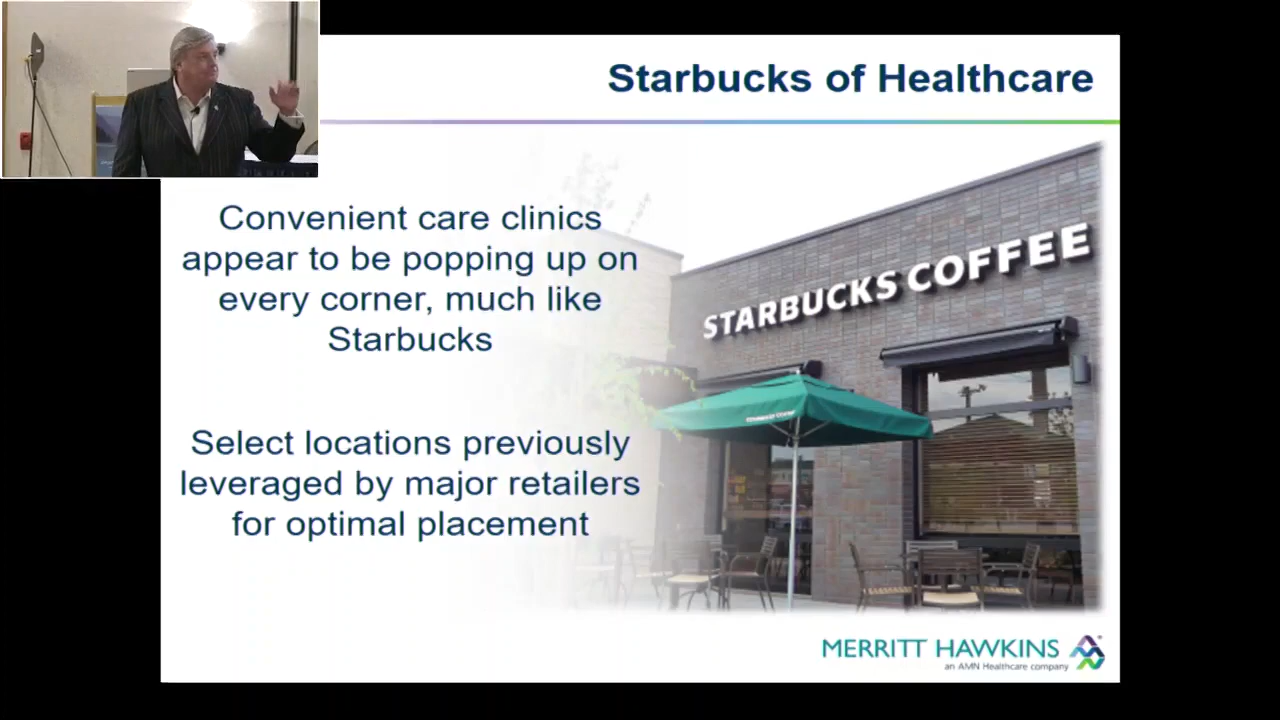 Starbucks of Healthcare
Convenient care clinics
appear to be popping up on
every corner, much like
Starbucks
STARBUCKS COFFEE
Select locations previously
leveraged by major retailers
for optimal placement
MERRITT HAWKINS
an AMN Healthcare company